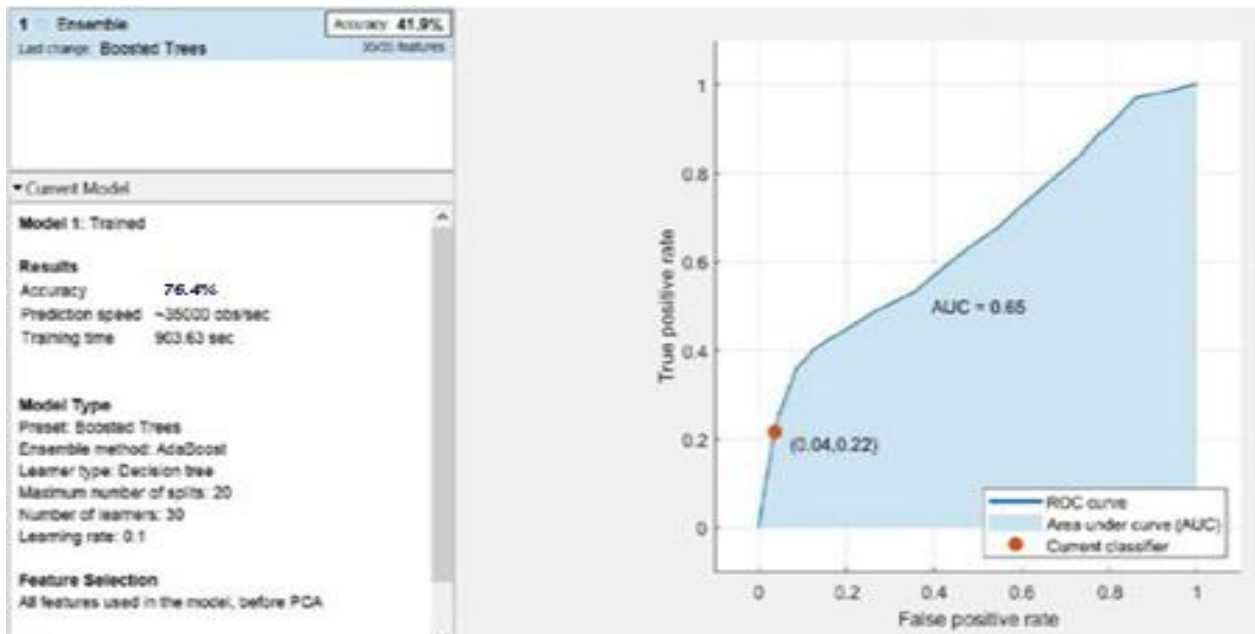 1 Ensemble
Accuracy: 41.9%
Last change: Boosted Trees
features
Current Model
Model 1: Trained
Results
Accuracy 76.4%
Prediction speed ~35000 obs/sec
Training time 903.63 sec
Model Type
Preset: Boosted Trees
Ensemble method: AdaBoost
Learner type: Decision tree
Maximum number of splits: 20
Number of learners: 30
Learning rate: 0.1
Feature Selection
All features used in the model, before PCA
1
0.8
0.6
0.4
0.2
0
True positive rate
AUC = 0.65
(0.04,0.22)
ROC curve
Area under curve (AUC)
Current classifier
0 0.2 0.4 0.6 0.8 1
False positive rate